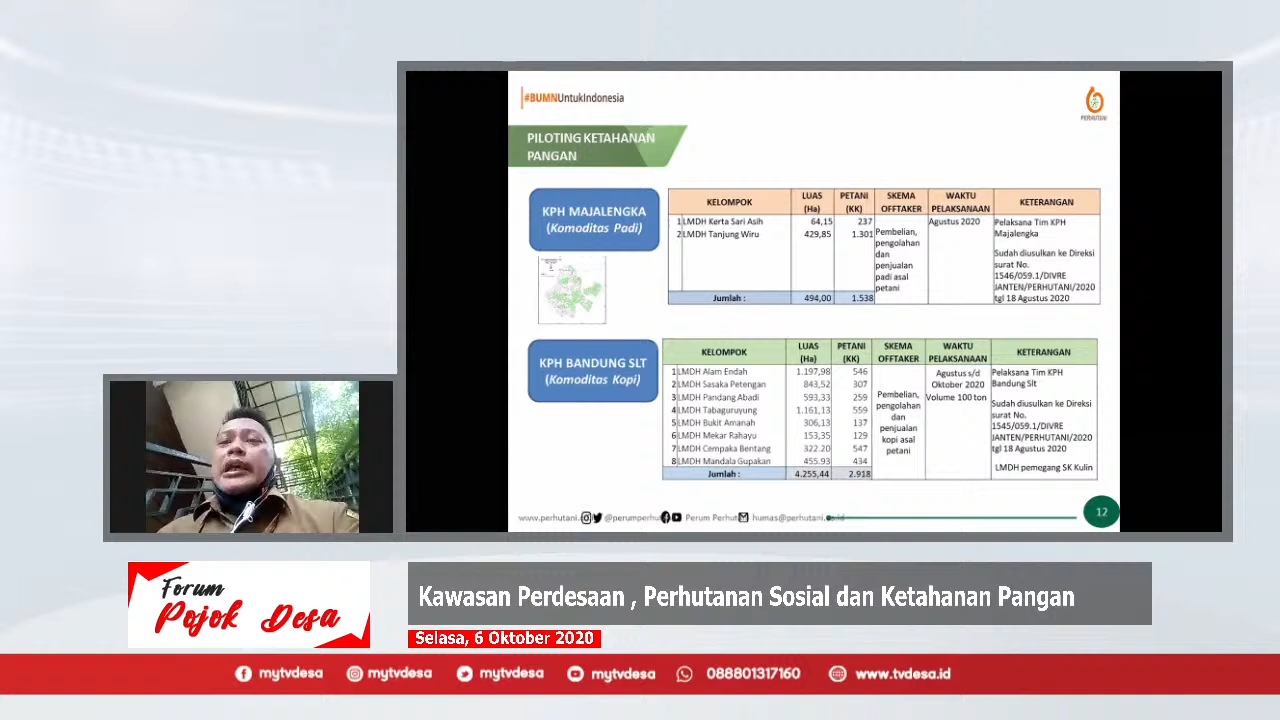 #BUMNUntukIndonesia
PERHUTANI
PILOTING KETAHANAN
PANGAN
KPH MAJALENGKA
(Komoditas Padi)
KELOMPOK LUAS (Ha) PETANI (KK) SKEMA OFFTAKER WAKTU PELAKSANAAN KETERANGAN
1 LMDH Kerta Sari Asih 64,15 237
2 LMDH Tanjung Wiru 429,85 1.301
Pembelian,
pengolahan
dan
penjualan
padi asal
petani
Agustus 2020
Pelaksana Tim KPH
Majalengka
Sudah diusulkan ke Direksi
surat No.
1546/059.1/DIVRE
JANTEN/PERHUTANI/2020
tgl 18 Agustus 2020
Jumlah : 494,00 1.538
KPH BANDUNG SLT
(Komoditas Kopi)
KELOMPOK LUAS (Ha) PETANI (KK) SKEMA OFFTAKER WAKTU PELAKSANAAN KETERANGAN
1 LMDH Alam Endah 1.197,98 546
2 LMDH Sasaka Petengan 843,52 307
3 LMDH Pandang Abadi 593,33 259
4 LMDH Tabaguruyung 1.161,13 559
5 LMDH Bukit Amanah 306,13 137
6 LMDH Mekar Rahayu 153,35 129
7 LMDH Cempaka Bentang 322.20 547
8 LMDH Mandala Gupakan 455.93 434
Jumlah : 4.255,44 2.918
Pembelian,
pengolahan
dan
penjualan
kopi asal
petani
Agustus s/d
Oktober 2020
Volume 100 ton
Pelaksana Tim KPH
Bandung Slt
Sudah diusulkan ke Direksi
surat No.
1545/059.1/DIVRE
JANTEN/PERHUTANI/2020
tgl 18 Agustus 2020
LMDH pemegang SK Kulin
www.perhutani. @perumperhu Perum Perhut humas@perhutani. .id
12
Forum
Pojok Desa
Kawasan Perdesaan , Perhutanan Sosial dan Ketahanan Pangan
Selasa, 6 Oktober 2020
mytvdesa mytvdesa mytvdesa mytvdesa 088801317160 www.tvdesa.id